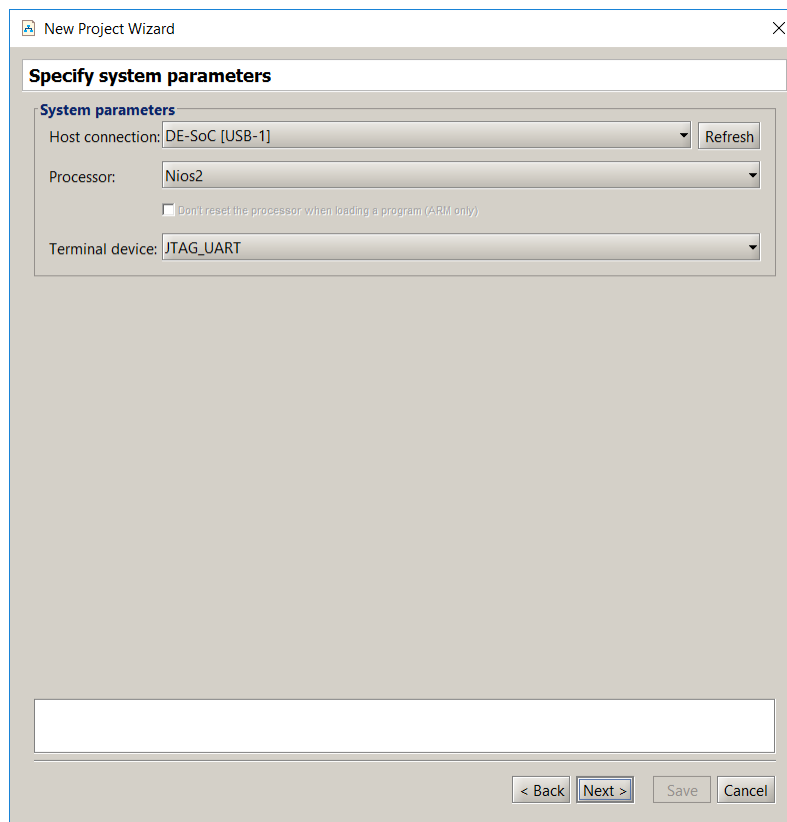 New Project Wizard
Specify system parameters
System parameters
Host connection: DE-SoC [USB-1] Refresh
Processor: Nios2
Don't reset the processor when loading a program (ARM only)
Terminal device: JTAG_UART
< Back Next > Save Cancel